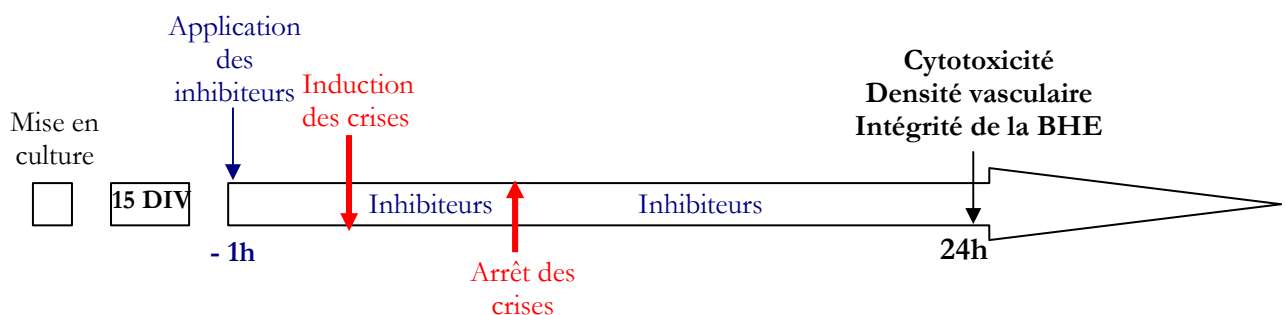 Application
des
inhibiteurs
Induction
des crises
Cytotoxicité
Densité vasculaire
Intégrité de la BHE
Mise en
culture
15 DIV
Inhibiteurs
Inhibiteurs
- 1h
24h
Arrêt des
crises